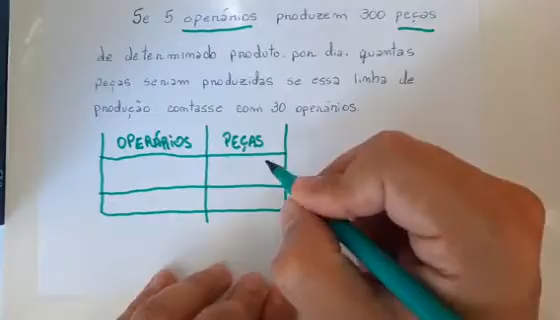 Se 5 operários produzem 300 peças
de determinado produto, por dia, quantas
peças seriam produzidas se essa linha de
produção contasse com 30 operários.
OPERÁRIOS PEÇAS